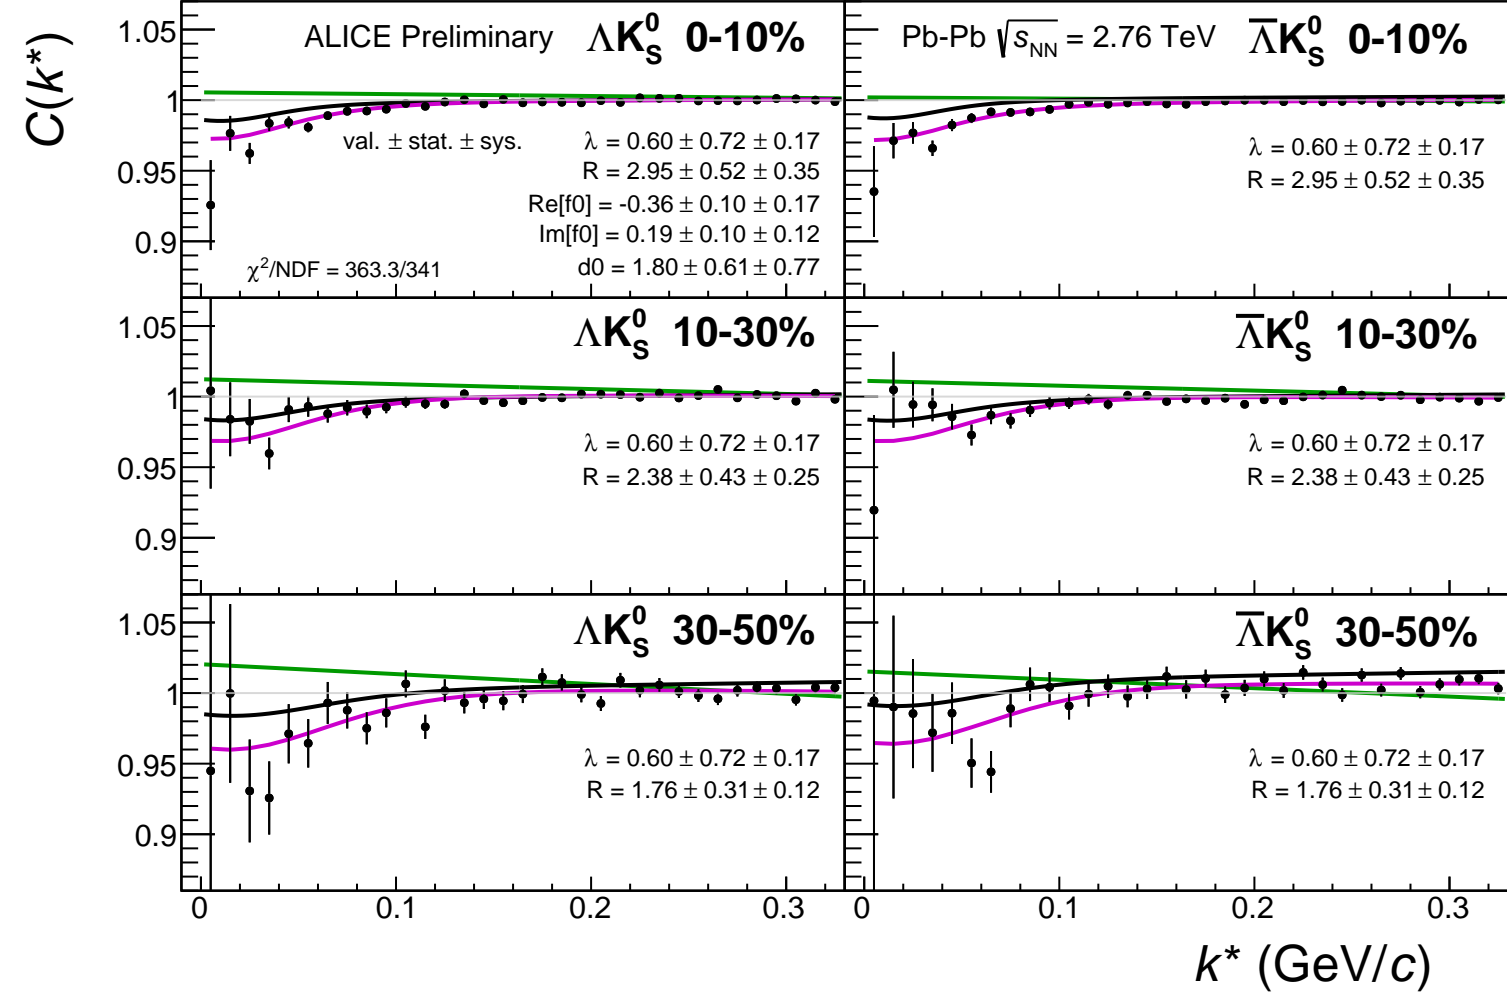 C(k*)
ALICE Preliminary ΛK⁰S 0-10%
1.05
1
0.95
0.9
val. ± stat. ± sys.
λ = 0.60 ± 0.72 ± 0.17
R = 2.95 ± 0.52 ± 0.35
Re[f0] = -0.36 ± 0.10 ± 0.17
Im[f0] = 0.19 ± 0.10 ± 0.12
d0 = 1.80 ± 0.61 ± 0.77
χ²/NDF = 363.3/341
Pb-Pb √sNN = 2.76 TeV Λ̅K⁰S 0-10%
λ = 0.60 ± 0.72 ± 0.17
R = 2.95 ± 0.52 ± 0.35
ΛK⁰S 10-30%
1.05
1
0.95
0.9
λ = 0.60 ± 0.72 ± 0.17
R = 2.38 ± 0.43 ± 0.25
Λ̅K⁰S 10-30%
λ = 0.60 ± 0.72 ± 0.17
R = 2.38 ± 0.43 ± 0.25
ΛK⁰S 30-50%
1.05
1
0.95
0.9
λ = 0.60 ± 0.72 ± 0.17
R = 1.76 ± 0.31 ± 0.12
Λ̅K⁰S 30-50%
λ = 0.60 ± 0.72 ± 0.17
R = 1.76 ± 0.31 ± 0.12
0 0.1 0.2 0.3
0 0.1 0.2 0.3
k* (GeV/c)